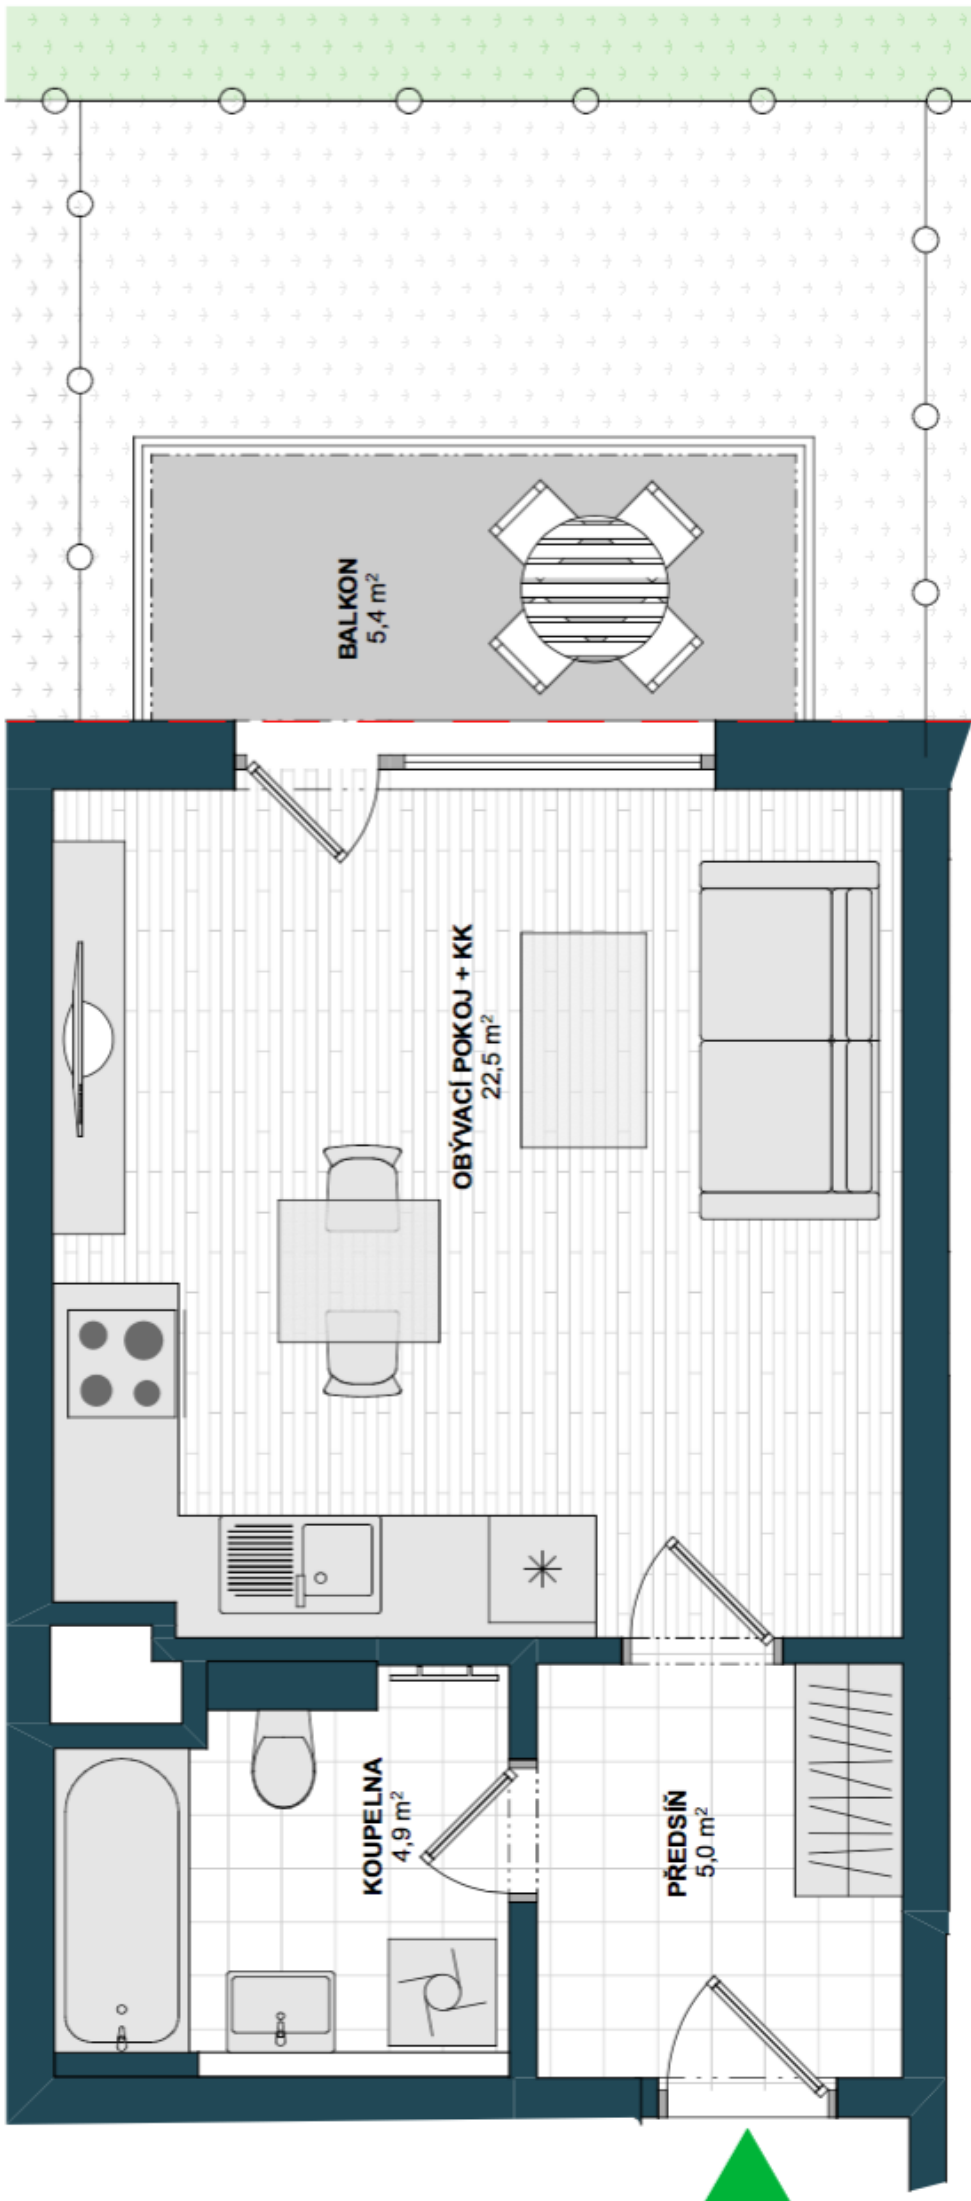 BALKON
5,4 m²
OBÝVACÍ POKOJ + KK
22,5 m²
KOUPELNA
4,9 m²
PŘEDSÍŇ
5,0 m²